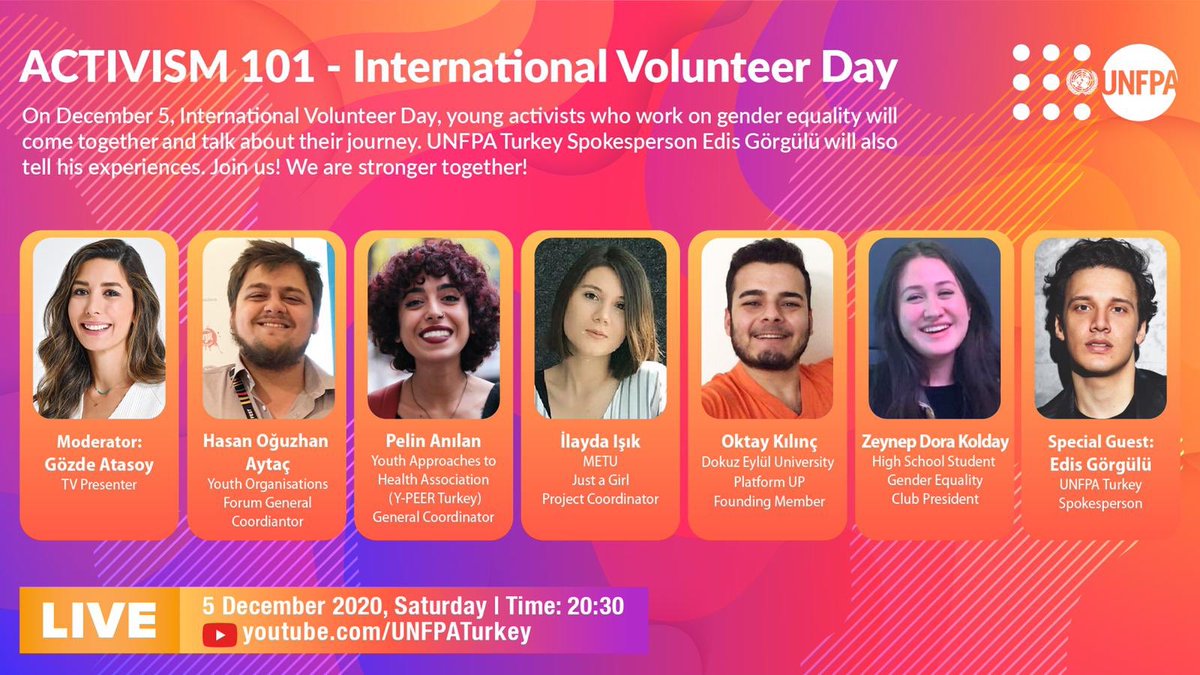 ACTIVISM 101 - International Volunteer Day
On December 5, International Volunteer Day, young activists who work on gender equality will
come together and talk about their journey. UNFPA Turkey Spokesperson Edis Görgülü will also
tell his experiences. Join us! We are stronger together!
UNFPA
Moderator:
Gözde Atasoy
TV Presenter
Hasan Oğuzhan
Aytaç
Youth Organisations
Forum General
Coordiantor
Pelin Anılan
Youth Approaches to
Health Association
(Y-PEER Turkey)
General Coordinator
İlayda Işık
METU
Just a Girl
Project Coordinator
Oktay Kılınç
Dokuz Eylül University
Platform UP
Founding Member
Zeynep Dora Kolday
High School Student
Gender Equality
Club President
Special Guest:
Edis Görgülü
UNFPA Turkey
Spokesperson
LIVE
5 December 2020, Saturday | Time: 20:30
youtube.com/UNFPATurkey